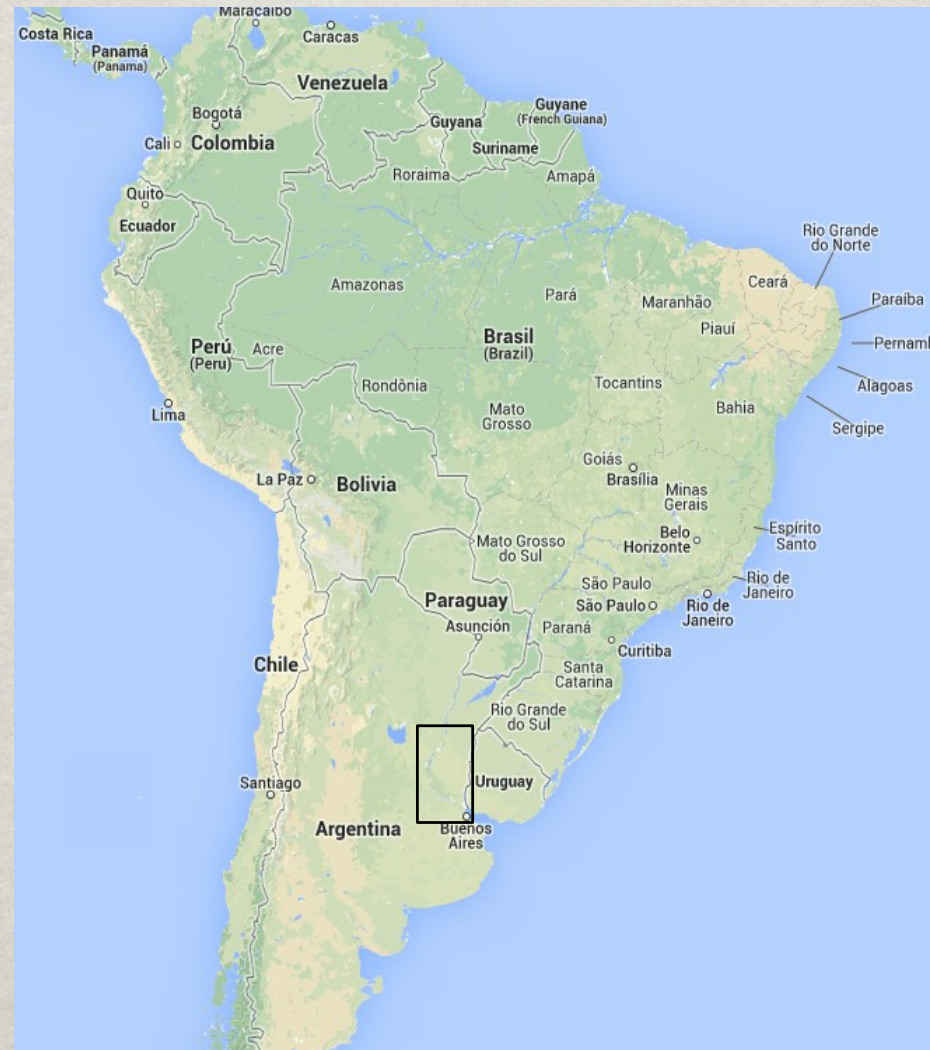 Maracaibo
Caracas
Costa Rica
Panamá
(Panama)
Venezuela
Bogotá
Guyana
Guyane
(French Guiana)
Cali
Colombia
Suriname
Roraima
Amapá
Quito
Ecuador
Rio Grande
do Norte
Amazonas
Pará
Ceará
Maranhão
Paraíba
Piauí
Brasil
(Brazil)
Pernamb
Perú
(Peru)
Acre
Rondônia
Tocantins
Alagoas
Lima
Mato
Grosso
Bahia
Sergipe
Goiás
Brasília
La Paz
Bolivia
Minas
Gerais
Mato Grosso
do Sul
Belo
Horizonte
Espírito
Santo
São Paulo
Rio de
Janeiro
Paraguay
São Paulo
Rio de
Janeiro
Asunción
Paraná
Curitiba
Chile
Santa
Catarina
Rio Grande
do Sul
Santiago
Uruguay
Argentina
Buenos
Aires